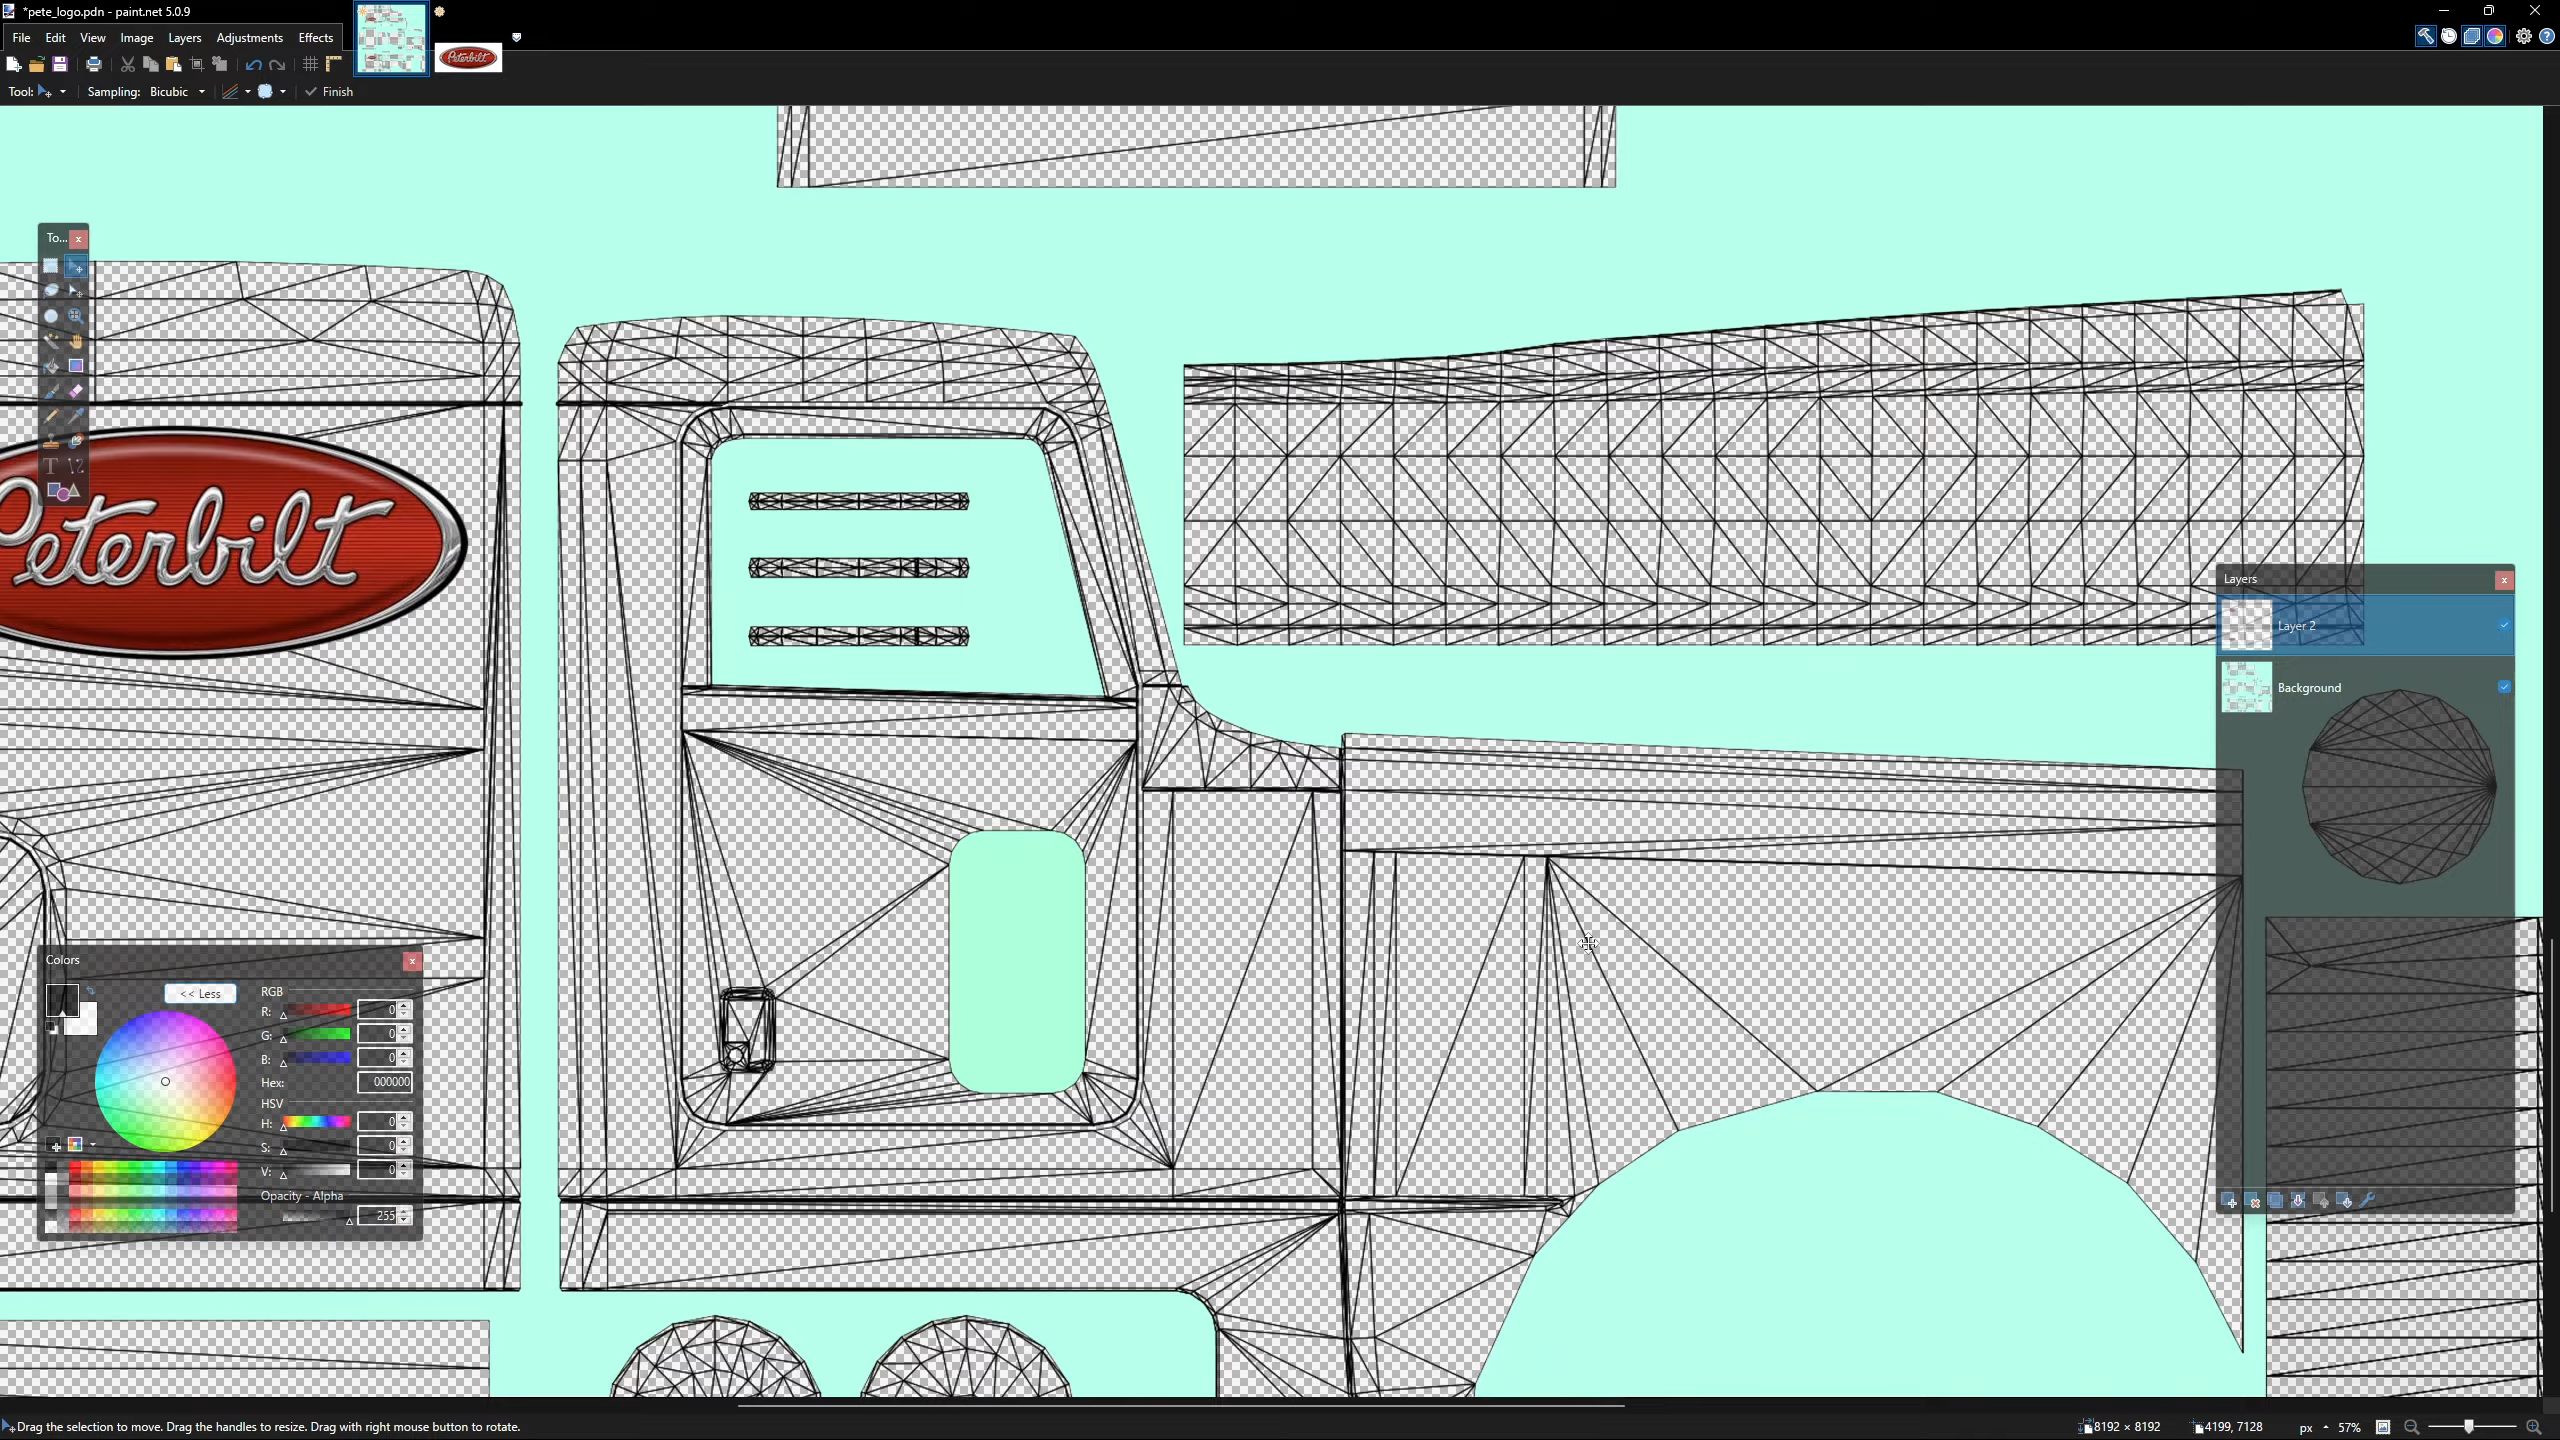 *pete_logo.pdn - paint.net 5.0.9
File Edit View Image Layers Adjustments Effects
Tool: Sampling: Bicubic Finish
To...
Peterbilt
Peterbilt
Layers
Layer 2
Background
Colors
<< Less
RGB
R: 0
G: 0
B: 0
Hex: 000000
HSV
H: 0
S: 0
V: 0
Opacity - Alpha
255
Drag the selection to move. Drag the handles to resize. Drag with right mouse button to rotate.
8192 × 8192 4199, 7128 px 57%